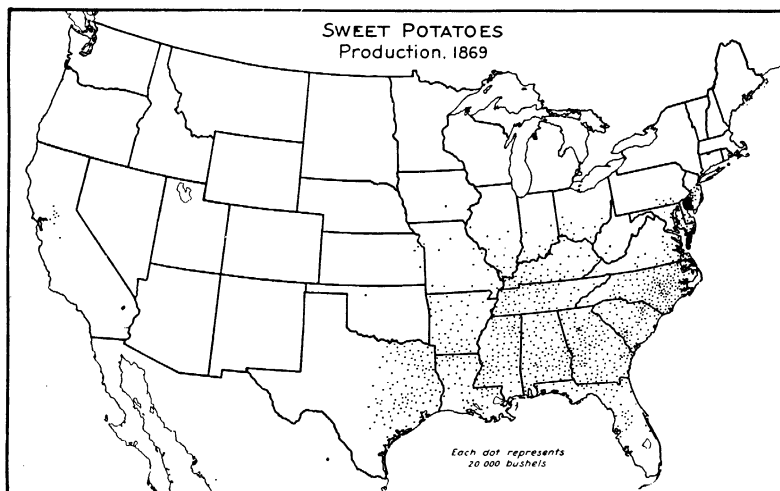 SWEET POTATOES
Production, 1869
Each dot represents
20 000 bushels